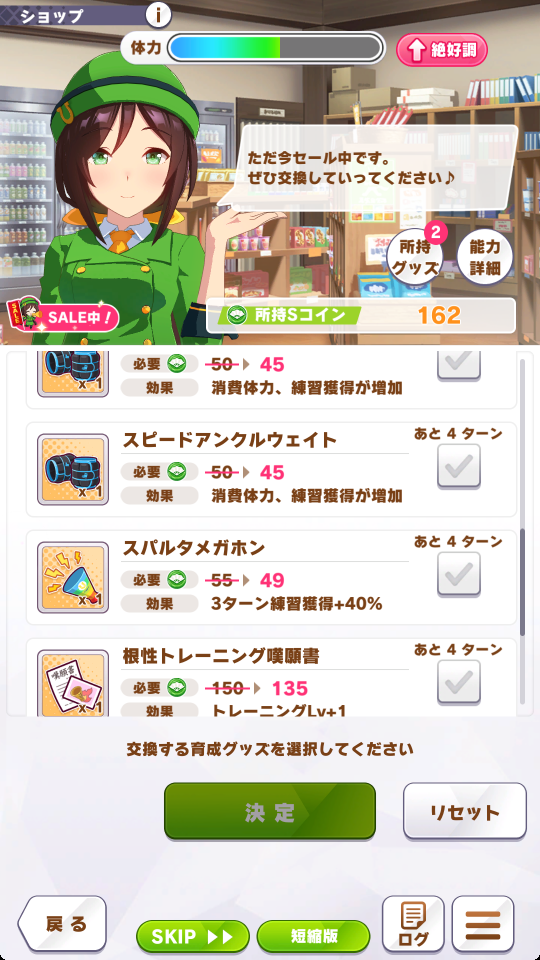 ショップ
i
体力
絶好調
ただ今セール中です。
ぜひ交換していってください♪
所持
グッズ
2
能力
詳細
SALE中！
所持Sコイン
162
x 1
必要
50
45
効果
消費体力、練習獲得が増加
スピードアンクルウェイト
あと 4 ターン
x 1
必要
50
45
効果
消費体力、練習獲得が増加
スパルタメガホン
あと 4 ターン
x 1
必要
55
49
効果
3ターン練習獲得+40%
根性トレーニング嘆願書
あと 4 ターン
嘆願書
x 1
必要
150
135
効果
トレーニングLv+1
交換する育成グッズを選択してください
決定
リセット
戻る
SKIP
短縮版
ログ